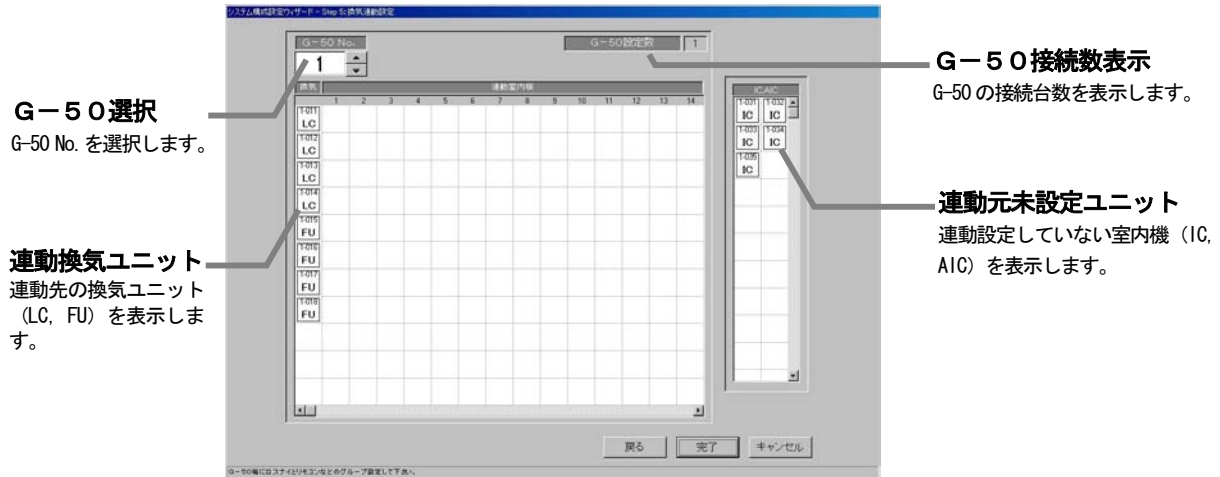 システム構成設定ウィザード - Step 5c 換気連動設定
G-50 No.
1
G-50設定数 1
換気
連動室内機
1 2 3 4 5 6 7 8 9 10 11 12 13 14
1-011
LC
1-012
LC
1-013
LC
1-014
LC
1-015
FU
1-016
FU
1-017
FU
1-018
FU
IC,AIC
1-031 1-032
IC IC
1-033 1-034
IC IC
1-035
IC
戻る 完了 キャンセル
G-50毎にロスナイとリモコンなどのグループ設定して下さい。
G-50選択
G-50 No. を選択します。
連動換気ユニット
連動先の換気ユニット
(LC, FU) を表示しま
す。
G-50接続数表示
G-50 の接続台数を表示します。
連動元未設定ユニット
連動設定していない室内機 (IC,
AIC) を表示します。